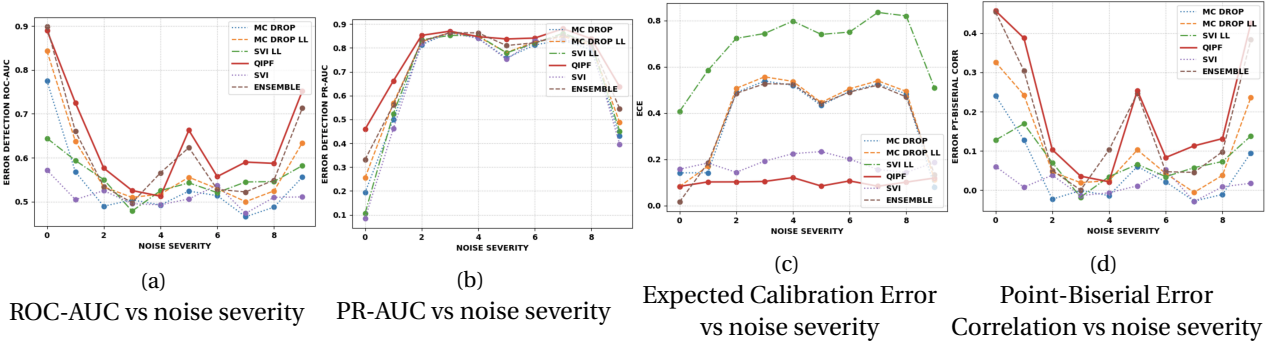 0.9
0.8
0.7
0.6
0.5
0
2
4
6
8
ERROR DETECTION ROC-AUC
NOISE SEVERITY
MC DROP
MC DROP LL
SVI LL
QIPF
SVI
ENSEMBLE
(a)
ROC-AUC vs noise severity
0.9
0.8
0.7
0.6
0.5
0.4
0.3
0.2
0.1
0
2
4
6
8
ERROR DETECTION PR-AUC
NOISE SEVERITY
MC DROP
MC DROP LL
SVI LL
QIPF
SVI
ENSEMBLE
(b)
PR-AUC vs noise severity
0.8
0.6
0.4
0.2
0.0
0
2
4
6
8
ECE
NOISE SEVERITY
MC DROP
MC DROP LL
SVI LL
QIPF
SVI
ENSEMBLE
(c)
Expected Calibration Error
vs noise severity
0.4
0.3
0.2
0.1
0.0
0
2
4
6
8
ERROR PT-BISERIAL CORR
NOISE SEVERITY
MC DROP
MC DROP LL
SVI LL
QIPF
SVI
ENSEMBLE
(d)
Point-Biserial Error
Correlation vs noise severity